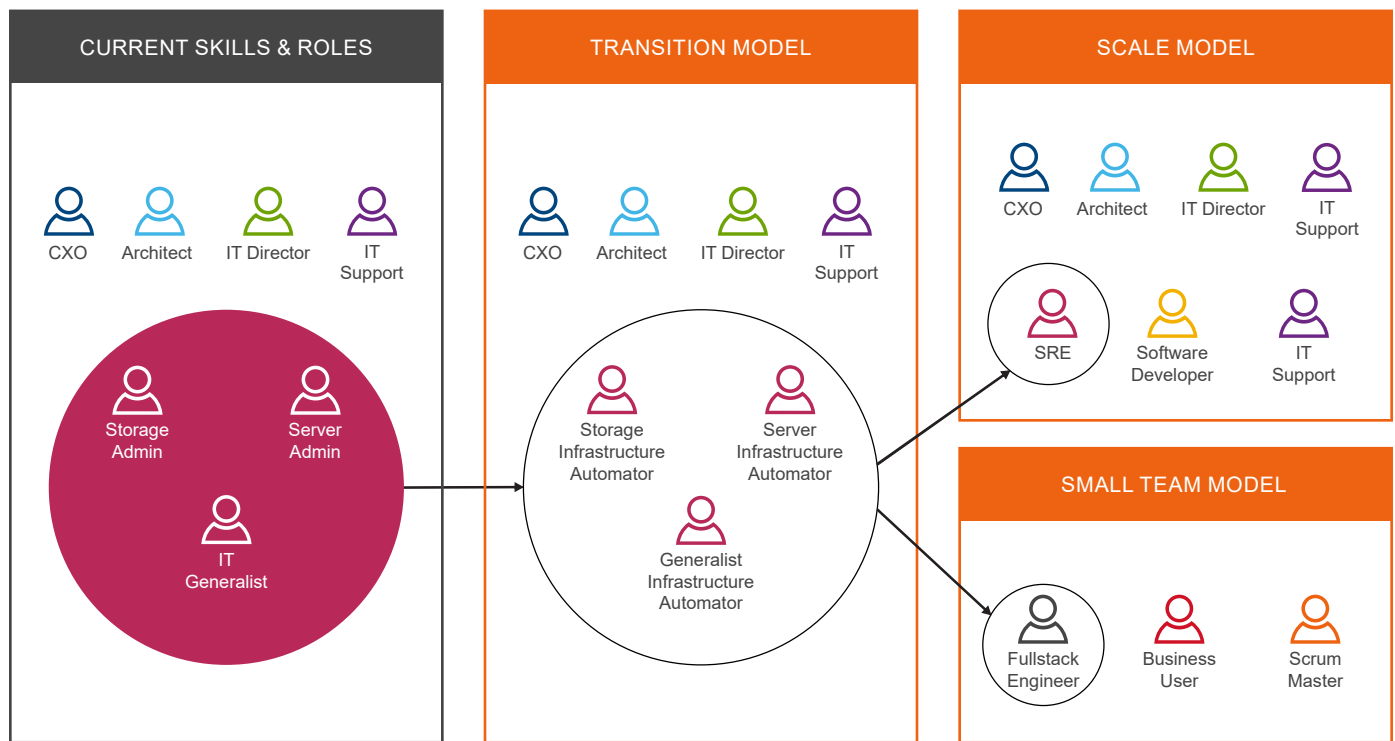 CURRENT SKILLS & ROLES
CXO
Architect
IT Director
IT
Support
Storage
Admin
Server
Admin
IT
Generalist
TRANSITION MODEL
CXO
Architect
IT Director
IT
Support
Storage
Infrastructure
Automator
Server
Infrastructure
Automator
Generalist
Infrastructure
Automator
SCALE MODEL
CXO
Architect
IT Director
IT
Support
SRE
Software
Developer
IT
Support
SMALL TEAM MODEL
Fullstack
Engineer
Business
User
Scrum
Master